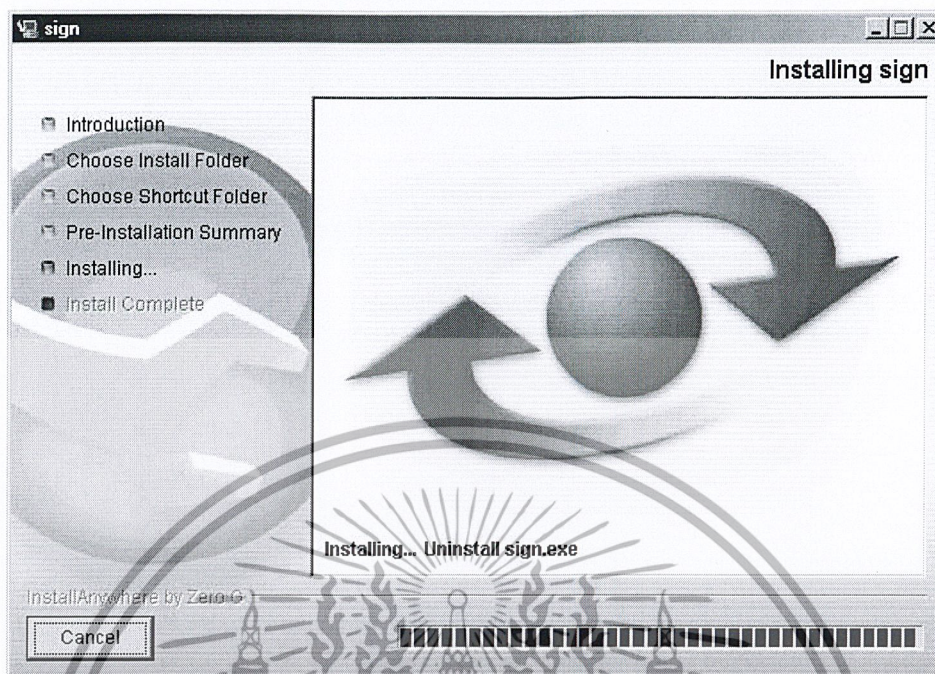 sign
Installing sign
Introduction
Choose Install Folder
Choose Shortcut Folder
Pre-Installation Summary
Installing...
Install Complete
Installing... Uninstall sign.exe
InstallAnywhere by Zero G
Cancel